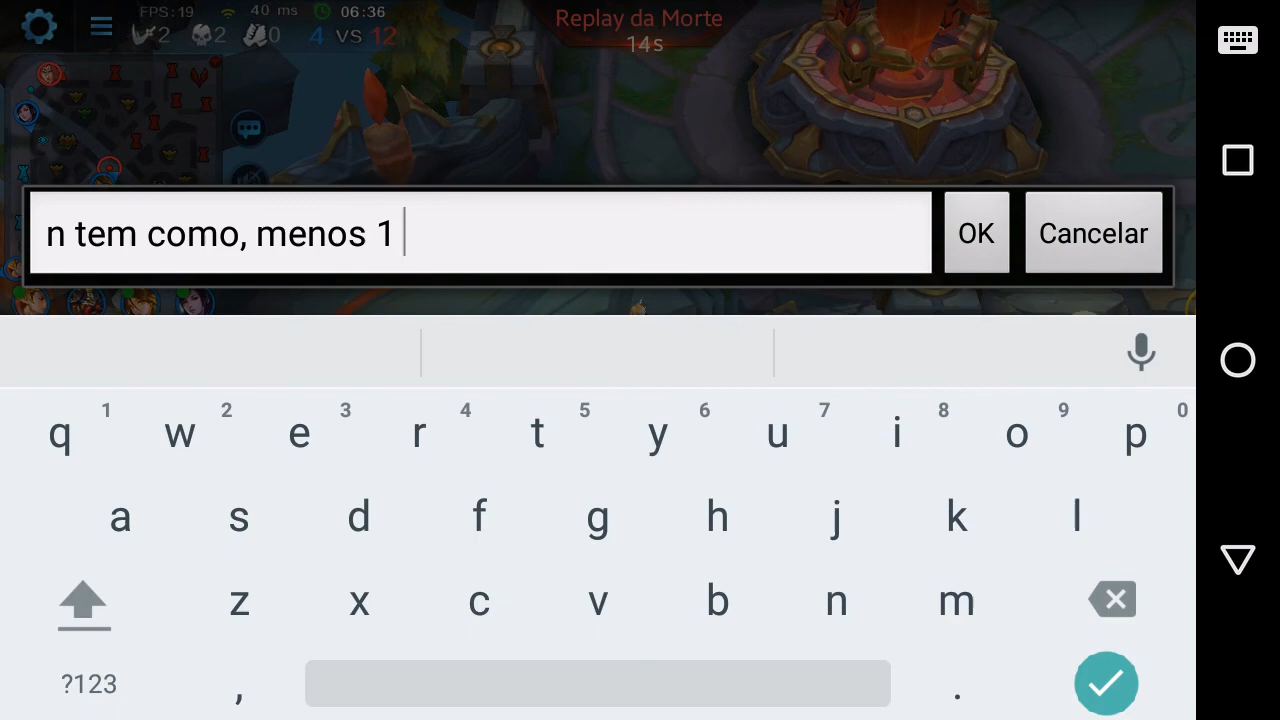 FPS:19 40 ms 06:36
2 2 0 4 VS 12
Replay da Morte
14s
n tem como, menos 1
OK
Cancelar
1 2 3 4 5 6 7 8 9 0
q w e r t y u i o p
a s d f g h j k l
z x c v b n m
?123 , .